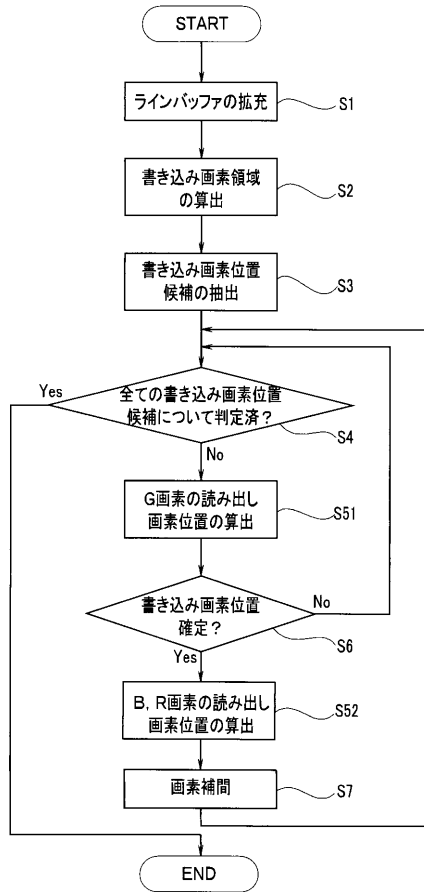 START
ラインバッファの拡充
S1
書き込み画素領域
の算出
S2
書き込み画素位置
候補の抽出
S3
Yes
全ての書き込み画素位置
候補について判定済？
S4
No
G画素の読み出し
画素位置の算出
S51
書き込み画素位置
確定？
No
S6
Yes
B, R画素の読み出し
画素位置の算出
S52
画素補間
S7
END